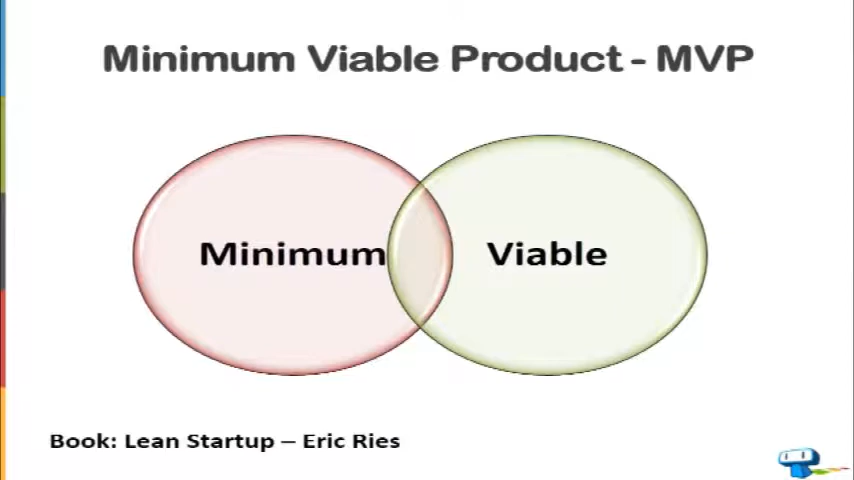 Minimum Viable Product - MVP
Minimum Viable
Book: Lean Startup – Eric Ries